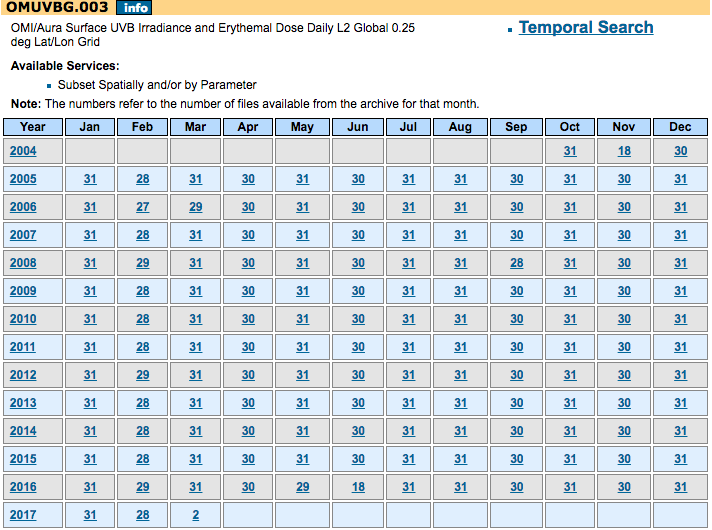 OMUVBG.003 info
OMI/Aura Surface UVB Irradiance and Erythemal Dose Daily L2 Global 0.25
deg Lat/Lon Grid
Temporal Search
Available Services:
Subset Spatially and/or by Parameter
Note: The numbers refer to the number of files available from the archive for that month.
Year Jan Feb Mar Apr May Jun Jul Aug Sep Oct Nov Dec
2004 31 18 30
2005 31 28 31 30 31 30 31 31 30 31 30 31
2006 31 27 29 30 31 30 31 31 30 31 30 31
2007 31 28 31 30 31 30 31 31 30 31 30 31
2008 31 29 31 30 31 30 31 31 28 31 30 31
2009 31 28 31 30 31 30 31 31 30 31 30 31
2010 31 28 31 30 31 30 31 31 30 31 30 31
2011 31 28 31 30 31 30 31 31 30 31 30 31
2012 31 29 31 30 31 30 31 31 30 31 30 31
2013 31 28 31 30 31 30 31 31 30 31 30 31
2014 31 28 31 30 31 30 31 31 30 31 30 31
2015 31 28 31 30 31 30 31 31 30 31 30 31
2016 31 29 31 30 29 18 31 31 30 31 30 31
2017 31 28 2